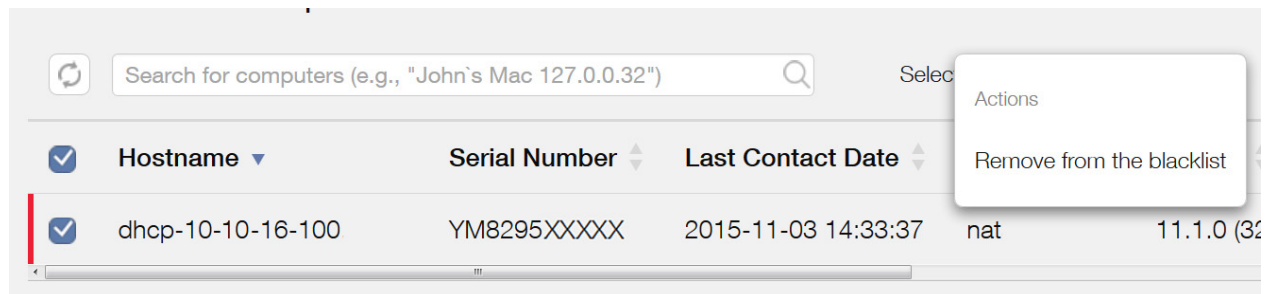 Search for computers (e.g., "John`s Mac 127.0.0.32")
Selec
Actions
Remove from the blacklist
Hostname
Serial Number
Last Contact Date
dhcp-10-10-16-100
YM8295XXXXX
2015-11-03 14:33:37
nat
11.1.0 (32